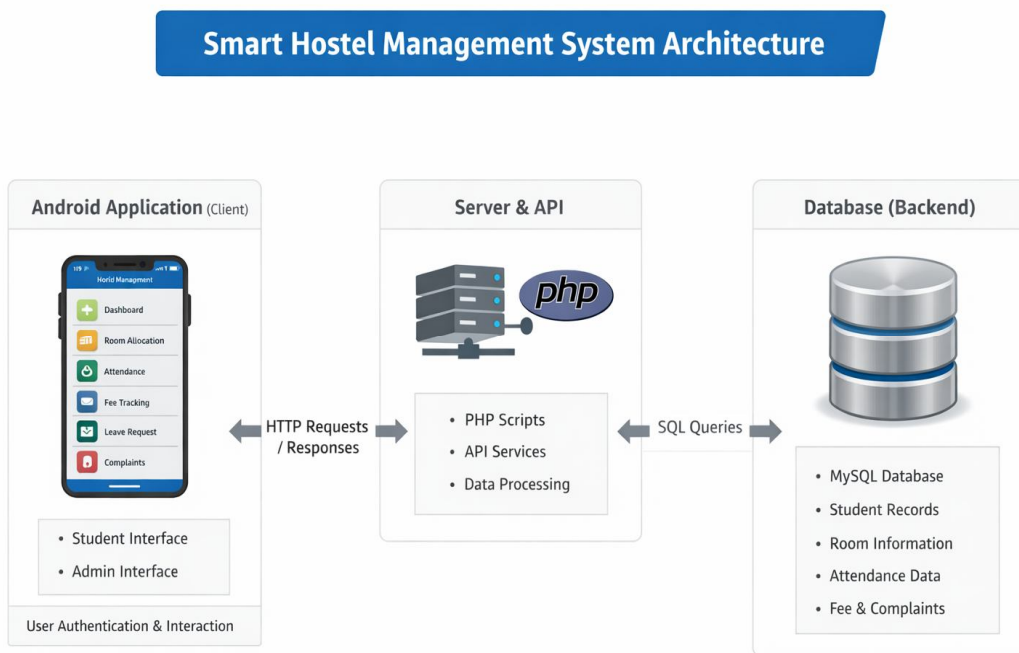 Smart Hostel Management System Architecture
Android Application (Client)
Horld Managment
Dashboard
Room Allocation
Attendance
Fee Tracking
Leave Request
Complaints
• Student Interface
• Admin Interface
User Authentication & Interaction
HTTP Requests
/ Responses
Server & API
php
• PHP Scripts
• API Services
• Data Processing
SQL Queries
Database (Backend)
• MySQL Database
• Student Records
• Room Information
• Attendance Data
• Fee & Complaints